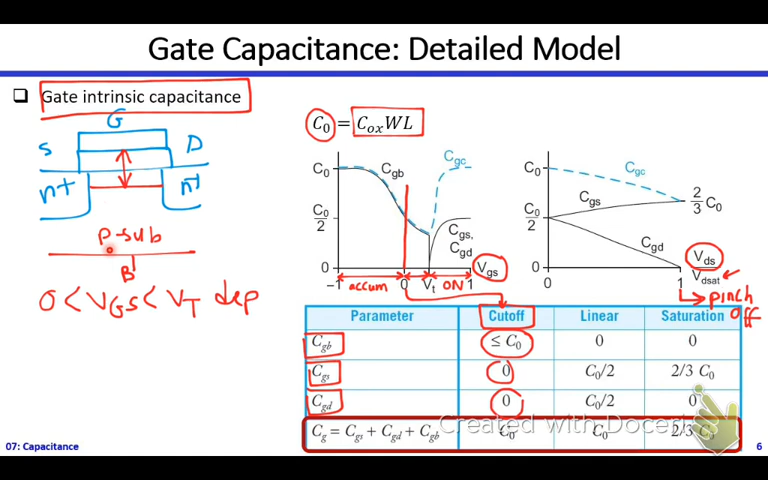 Gate Capacitance: Detailed Model
❑ Gate intrinsic capacitance
G
S
D
n+
n+
p-sub
B
0 < VGS < VT dep
C0 = CoxWL
C0
Cgb
Cgc
C0/2
Cgs,
Cgd
0
Vgs
-1 accum 0 Vt ON 1
C0
Cgc
Cgs
2/3 C0
C0/2
Cgd
0
Vds
Vdsat
0
1
pinch
off
Parameter Cutoff Linear Saturation
Cgb ≤ C0 0 0
Cgs 0 C0/2 2/3 C0
Cgd 0 C0/2 0
Created with Doceri
Cg = Cgs + Cgd + Cgb C0 C0 2/3 C0
07: Capacitance
6